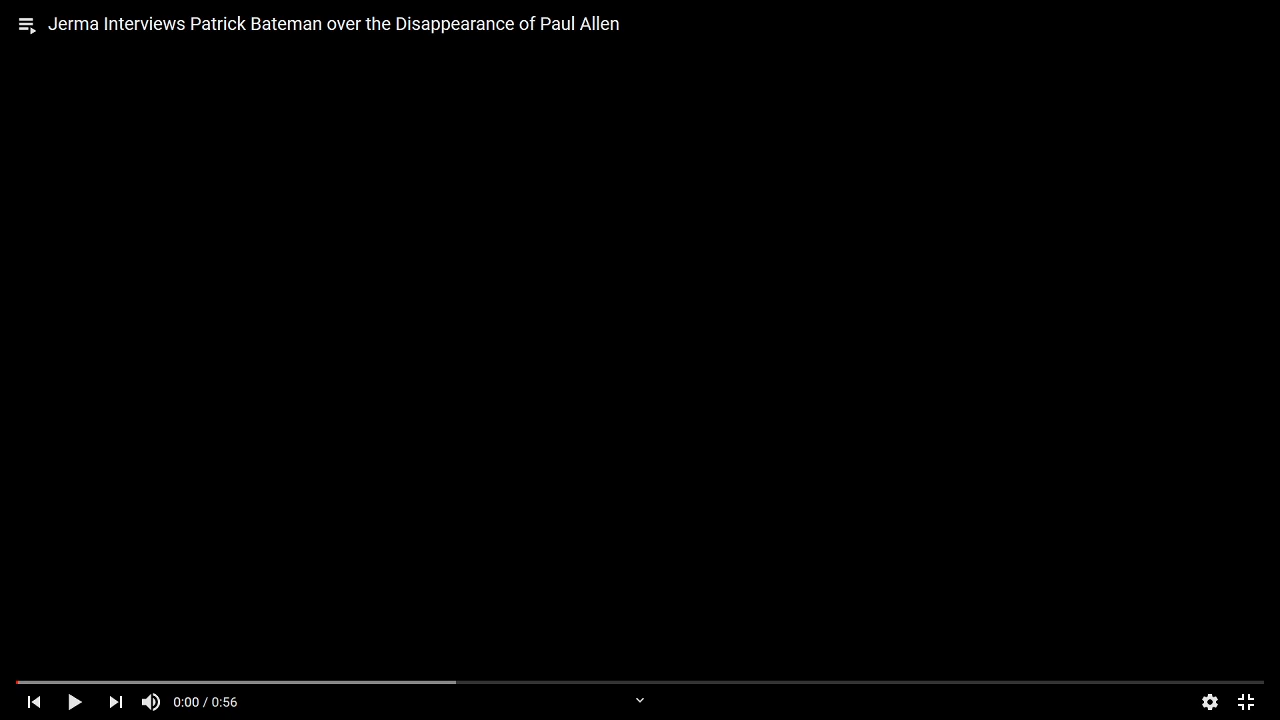 Jerma Interviews Patrick Bateman over the Disappearance of Paul Allen
0:00 / 0:56